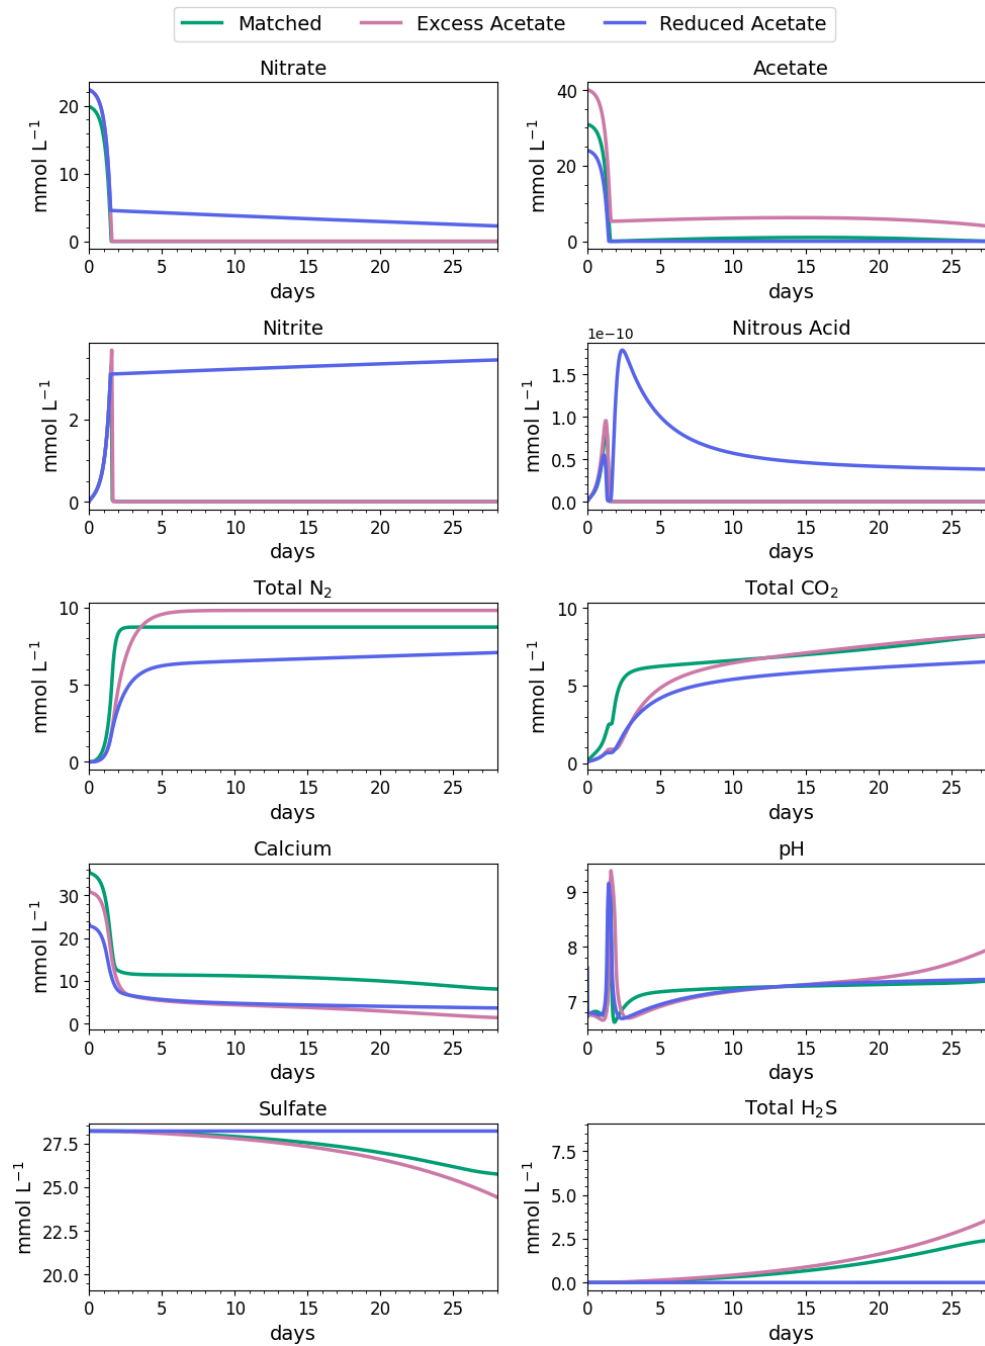 Matched Excess Acetate Reduced Acetate
Nitrate Acetate
mmol L⁻¹ 0 10 20 mmol L⁻¹ 0 20 40
0 5 10 15 20 25 0 5 10 15 20 25
days days
Nitrite Nitrous Acid
1e−10
mmol L⁻¹ 0 2 mmol L⁻¹ 0.0 0.5 1.0 1.5
0 5 10 15 20 25 0 5 10 15 20 25
days days
Total N₂ Total CO₂
mmol L⁻¹ 0 5 10 mmol L⁻¹ 0 5 10
0 5 10 15 20 25 0 5 10 15 20 25
days days
Calcium pH
mmol L⁻¹ 0 10 20 30 7 8 9
0 5 10 15 20 25 0 5 10 15 20 25
days days
Sulfate Total H₂S
mmol L⁻¹ 20.0 22.5 25.0 27.5 mmol L⁻¹ 0.0 2.5 5.0 7.5
0 5 10 15 20 25 0 5 10 15 20 25
days days